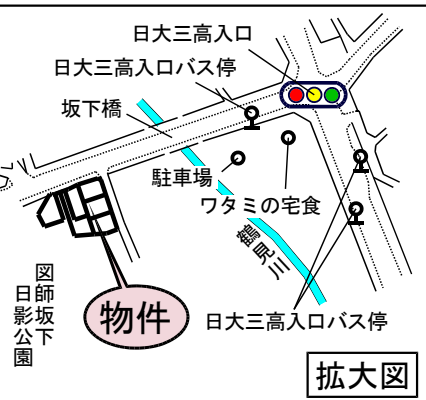 日大三高入口
日大三高入口バス停
坂下橋
駐車場
ワタミの宅食
鶴見川
図師坂下
日影公園
物件
日大三高入口バス停
拡大図